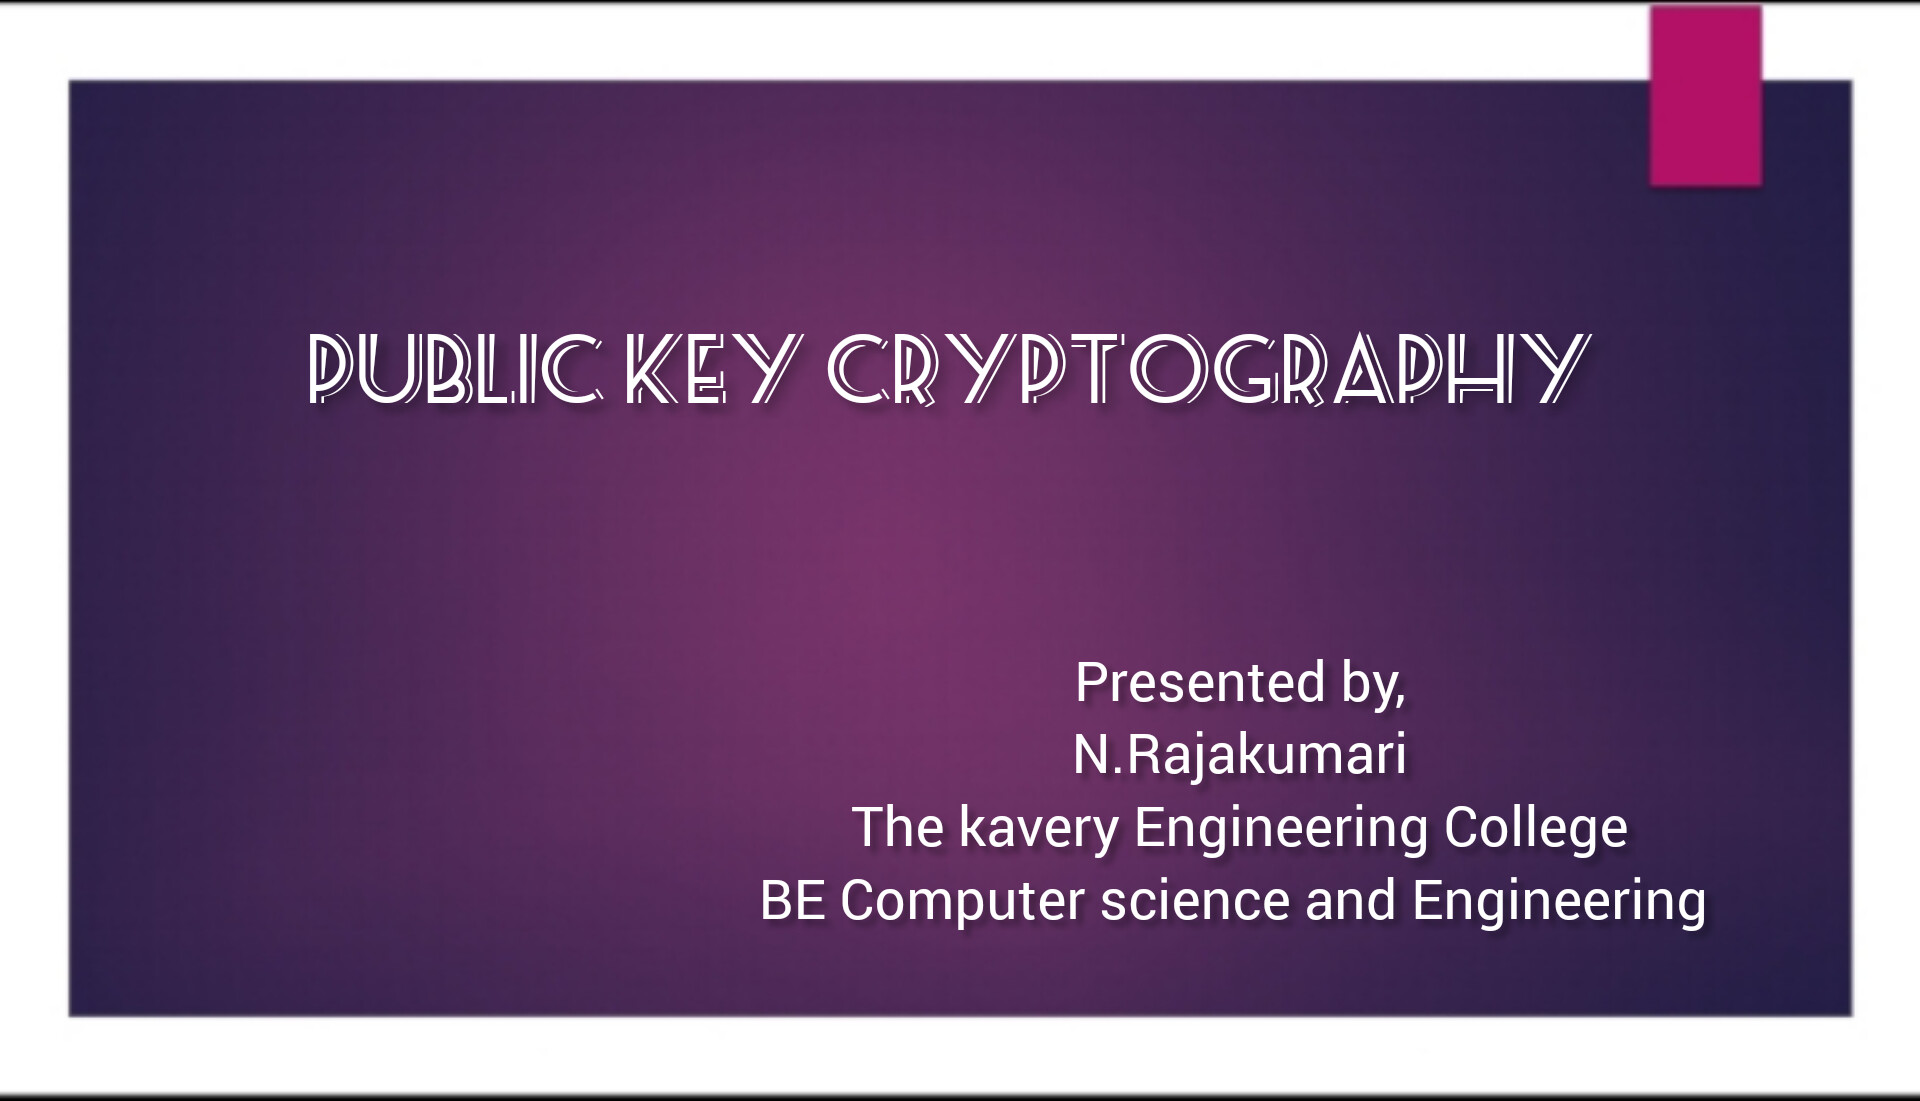 PUBLIC KEY CRYPTOGRAPHY
Presented by,
N.Rajakumari
The kavery Engineering College
BE Computer science and Engineering